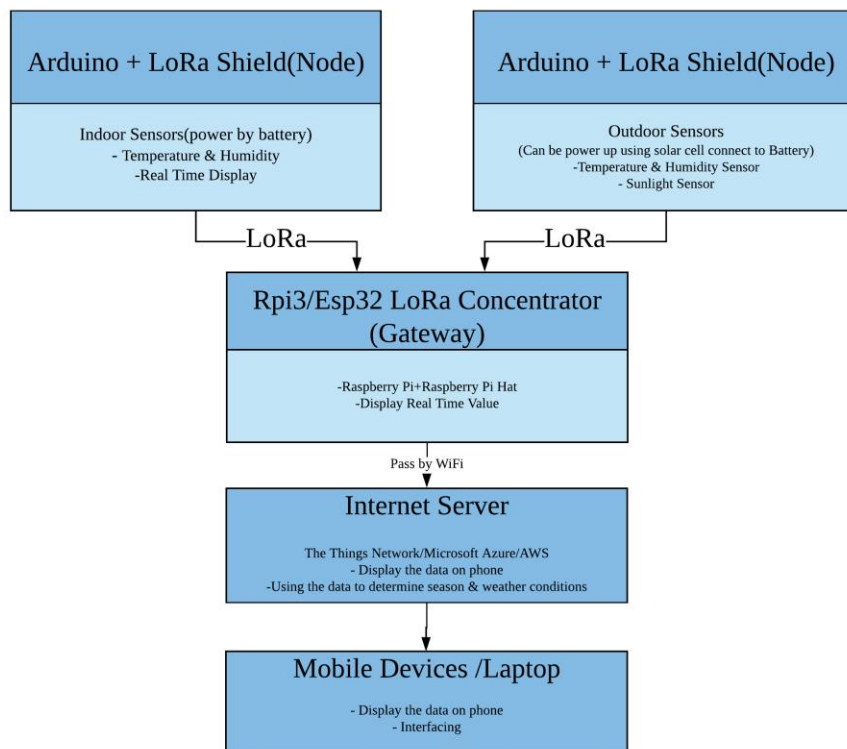 Arduino + LoRa Shield(Node)
Indoor Sensors(power by battery)
- Temperature & Humidity
-Real Time Display
Arduino + LoRa Shield(Node)
Outdoor Sensors
(Can be power up using solar cell connect to Battery)
-Temperature & Humidity Sensor
- Sunlight Sensor
LoRa
LoRa
Rpi3/Esp32 LoRa Concentrator
(Gateway)
-Raspberry Pi+Raspberry Pi Hat
-Display Real Time Value
Pass by WiFi
Internet Server
The Things Network/Microsoft Azure/AWS
- Display the data on phone
-Using the data to determine season & weather conditions
Mobile Devices /Laptop
- Display the data on phone
- Interfacing